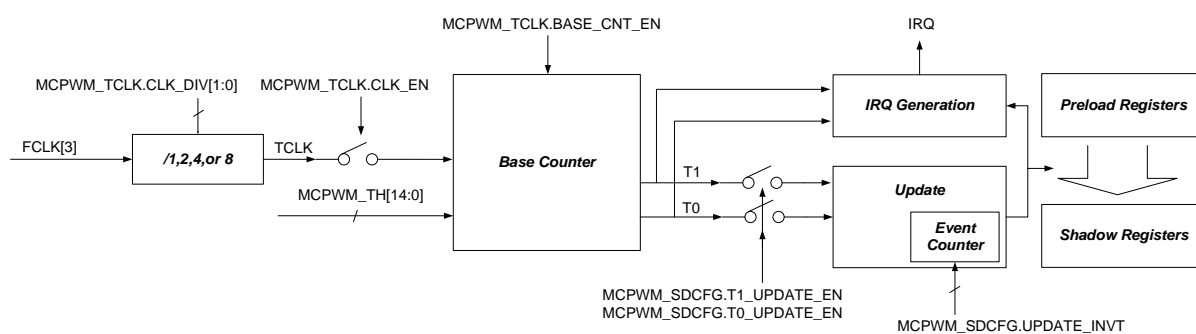 MCPWM_TCLK.BASE_CNT_EN
IRQ
MCPWM_TCLK.CLK_DIV[1:0]
MCPWM_TCLK.CLK_EN
IRQ Generation
Preload Registers
FCLK[3]
/1,2,4,or 8
TCLK
Base Counter
T1
MCPWM_TH[14:0]
Update
T0
Event
Counter
Shadow Registers
MCPWM_SDCFG.T1_UPDATE_EN
MCPWM_SDCFG.T0_UPDATE_EN
MCPWM_SDCFG.UPDATE_INVT